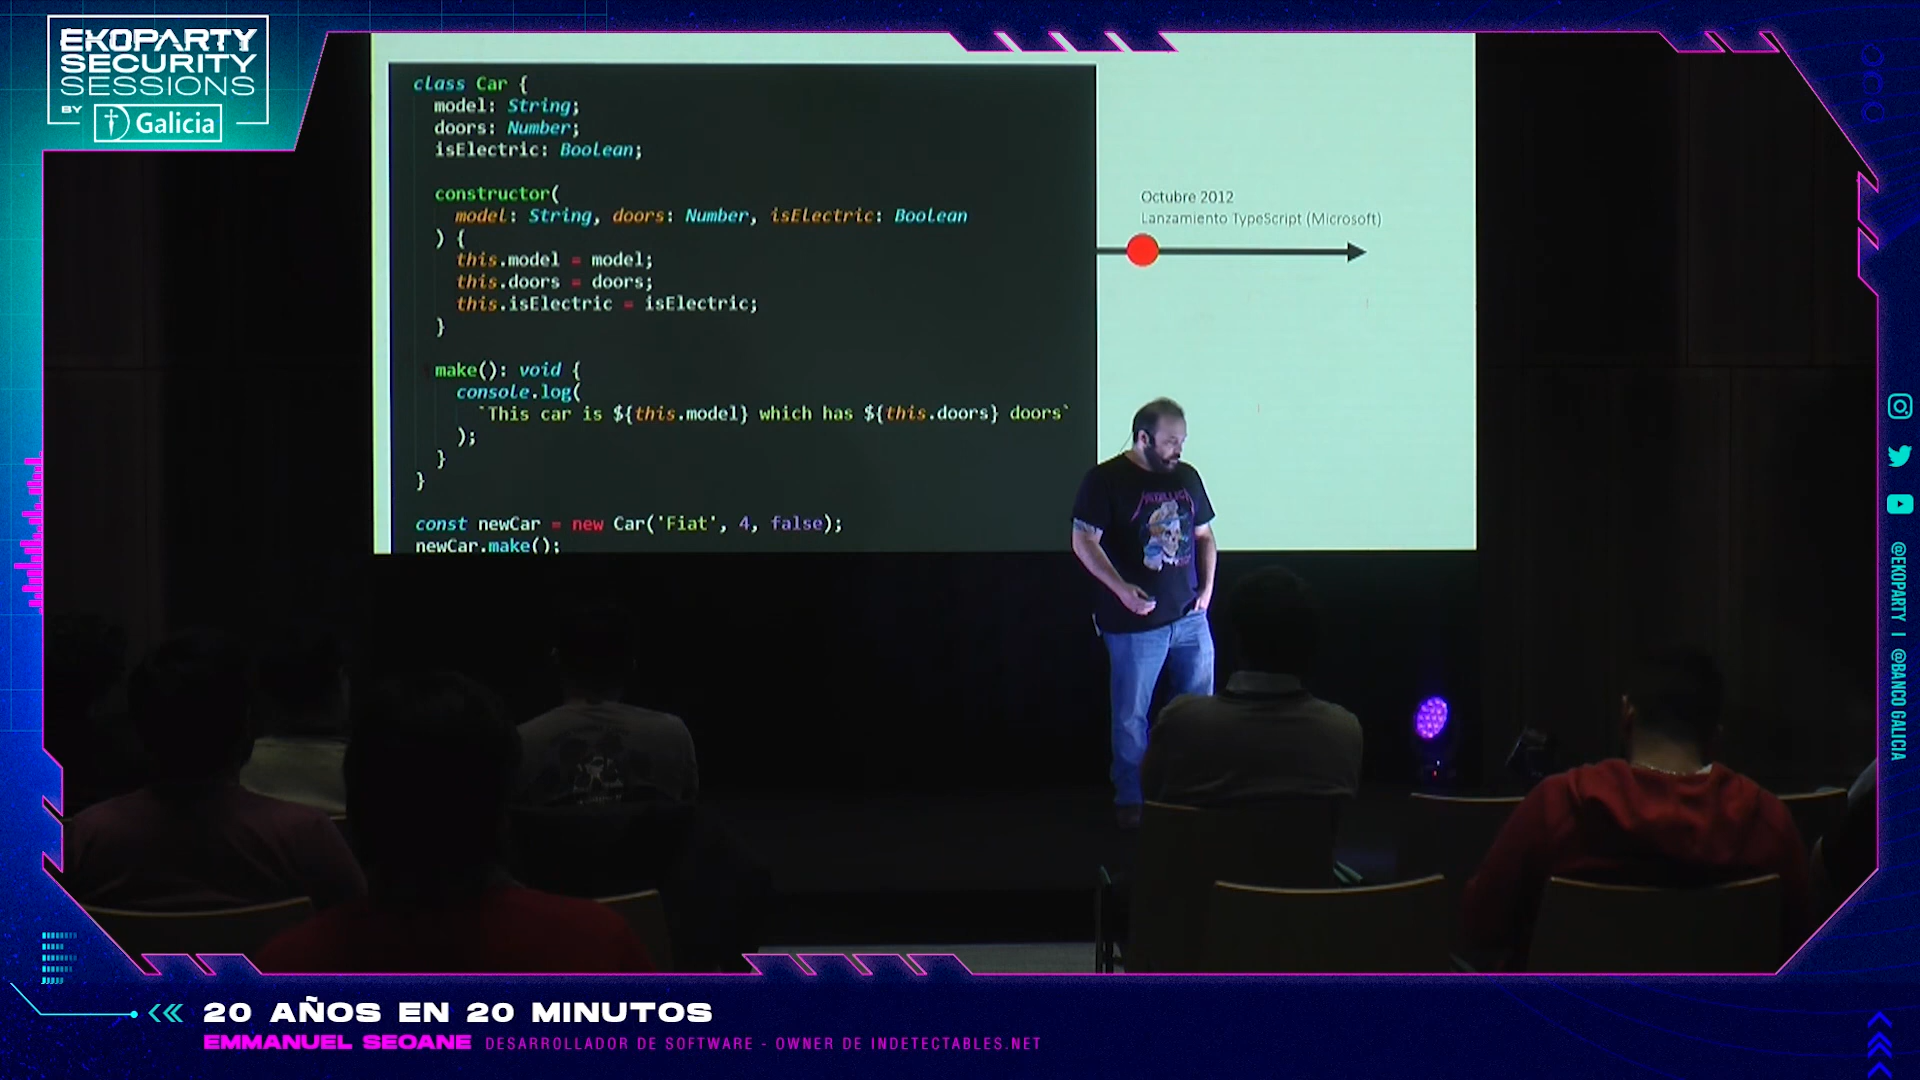 EKOPARTY
SECURITY
SESSIONS
BY Galicia
class Car {
model: String;
doors: Number;
isElectric: Boolean;
constructor(
model: String, doors: Number, isElectric: Boolean
) {
this.model = model;
this.doors = doors;
this.isElectric = isElectric;
}
make(): void {
console.log(
`This car is ${this.model} which has ${this.doors} doors`
);
}
}
const newCar = new Car('Fiat', 4, false);
newCar.make();
Octubre 2012
Lanzamiento TypeScript (Microsoft)
METALLICA
@EKOPARTY | @BANCO GALICIA
20 AÑOS EN 20 MINUTOS
EMMANUEL SEOANE DESARROLLADOR DE SOFTWARE - OWNER DE INDETECTABLES.NET